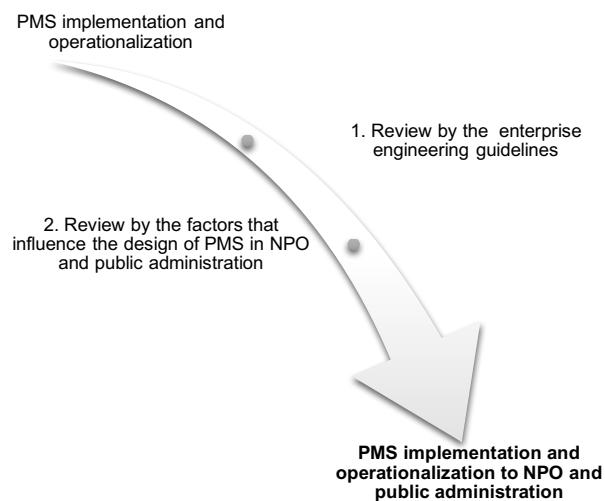 PMS implementation and
operationalization
1. Review by the enterprise
engineering guidelines
2. Review by the factors that
influence the design of PMS in NPO
and public administration
PMS implementation and
operationalization to NPO and
public administration